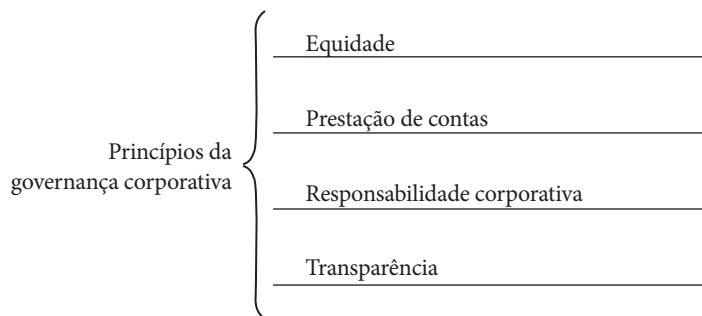 Princípios da
governança corporativa
Equidade
Prestação de contas
Responsabilidade corporativa
Transparência